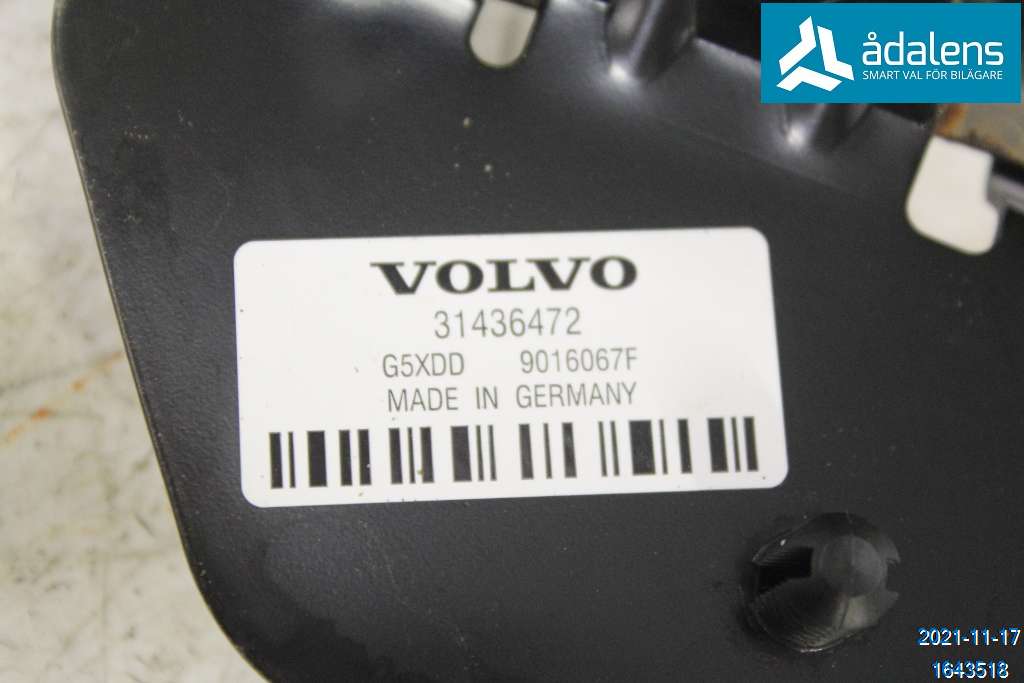 ådalens
SMART VAL FÖR BILÄGARE
VOLVO
31436472
G5XDD 9016067F
MADE IN GERMANY
2021-11-17
1643518